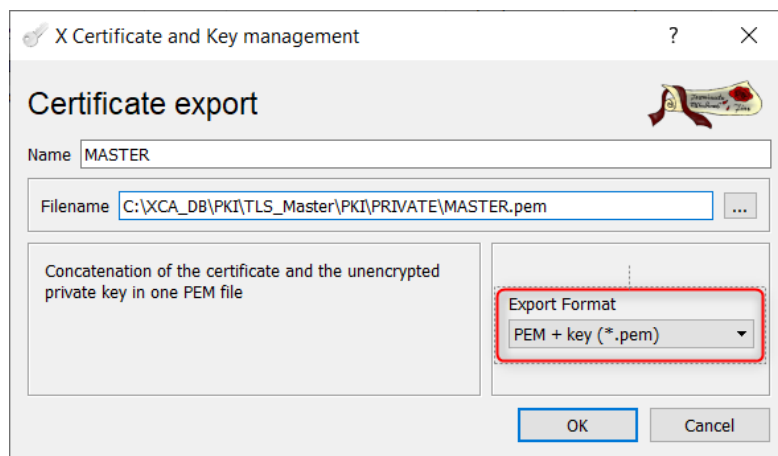 X Certificate and Key management
?
Certificate export
Name MASTER
Filename C:\XCA_DB\PKI\TLS_Master\PKI\PRIVATE\MASTER.pem
...
Concatenation of the certificate and the unencrypted
private key in one PEM file
Export Format
PEM + key (*.pem)
OK
Cancel